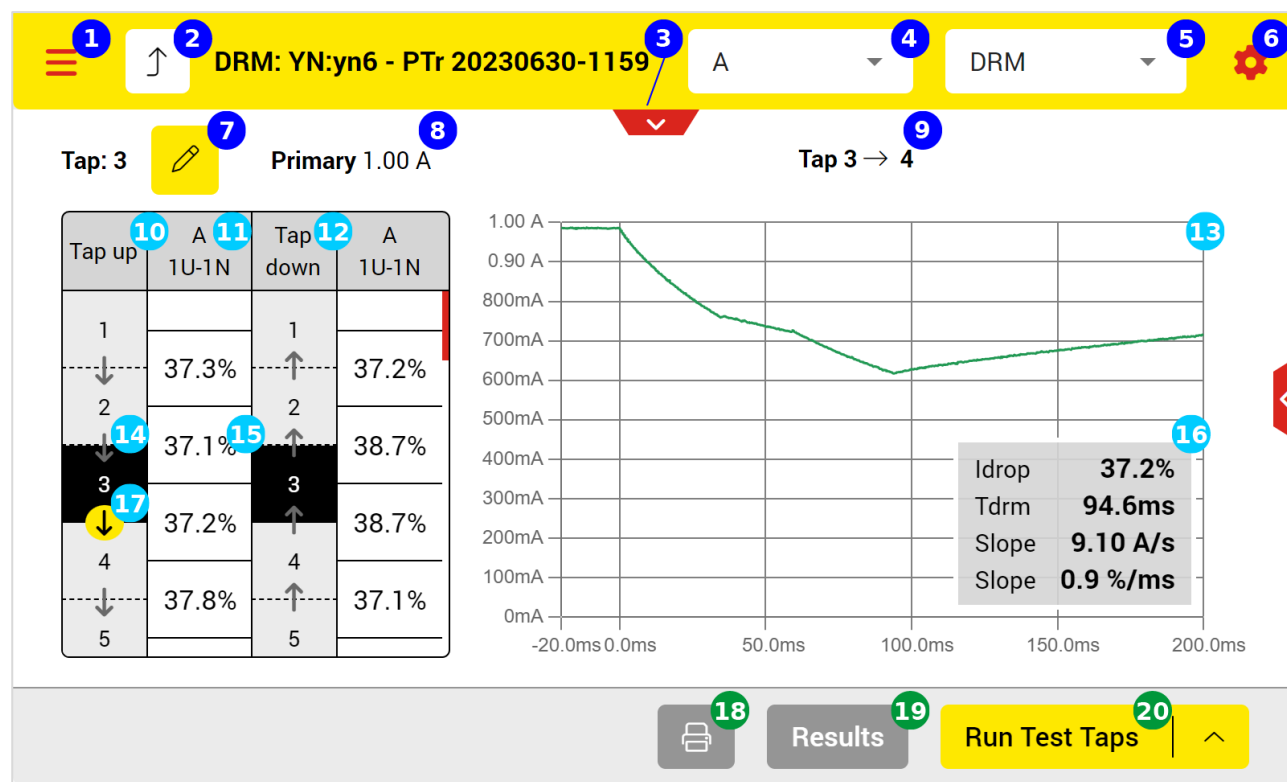 1 2 DRM: YN:yn6 - PTr 20230630-1159 3 A 4 DRM 5 6
Tap: 3 7 Primary 1.00 A 8 Tap 3 → 4 9
Tap up 10 A 1U-1N 11 Tap down 12 A 1U-1N
1 1
37.3% 37.2%
2 2
14 37.1% 15 38.7%
3 3
17 37.2% 38.7%
4 4
37.8% 37.1%
5 5
1.00 A 13
0.90 A
800mA
700mA
600mA
500mA
400mA
300mA
200mA
100mA
0mA
-20.0ms 0.0ms 50.0ms 100.0ms 150.0ms 200.0ms
16
Idrop 37.2%
Tdrm 94.6ms
Slope 9.10 A/s
Slope 0.9 %/ms
18 Results 19 Run Test Taps 20